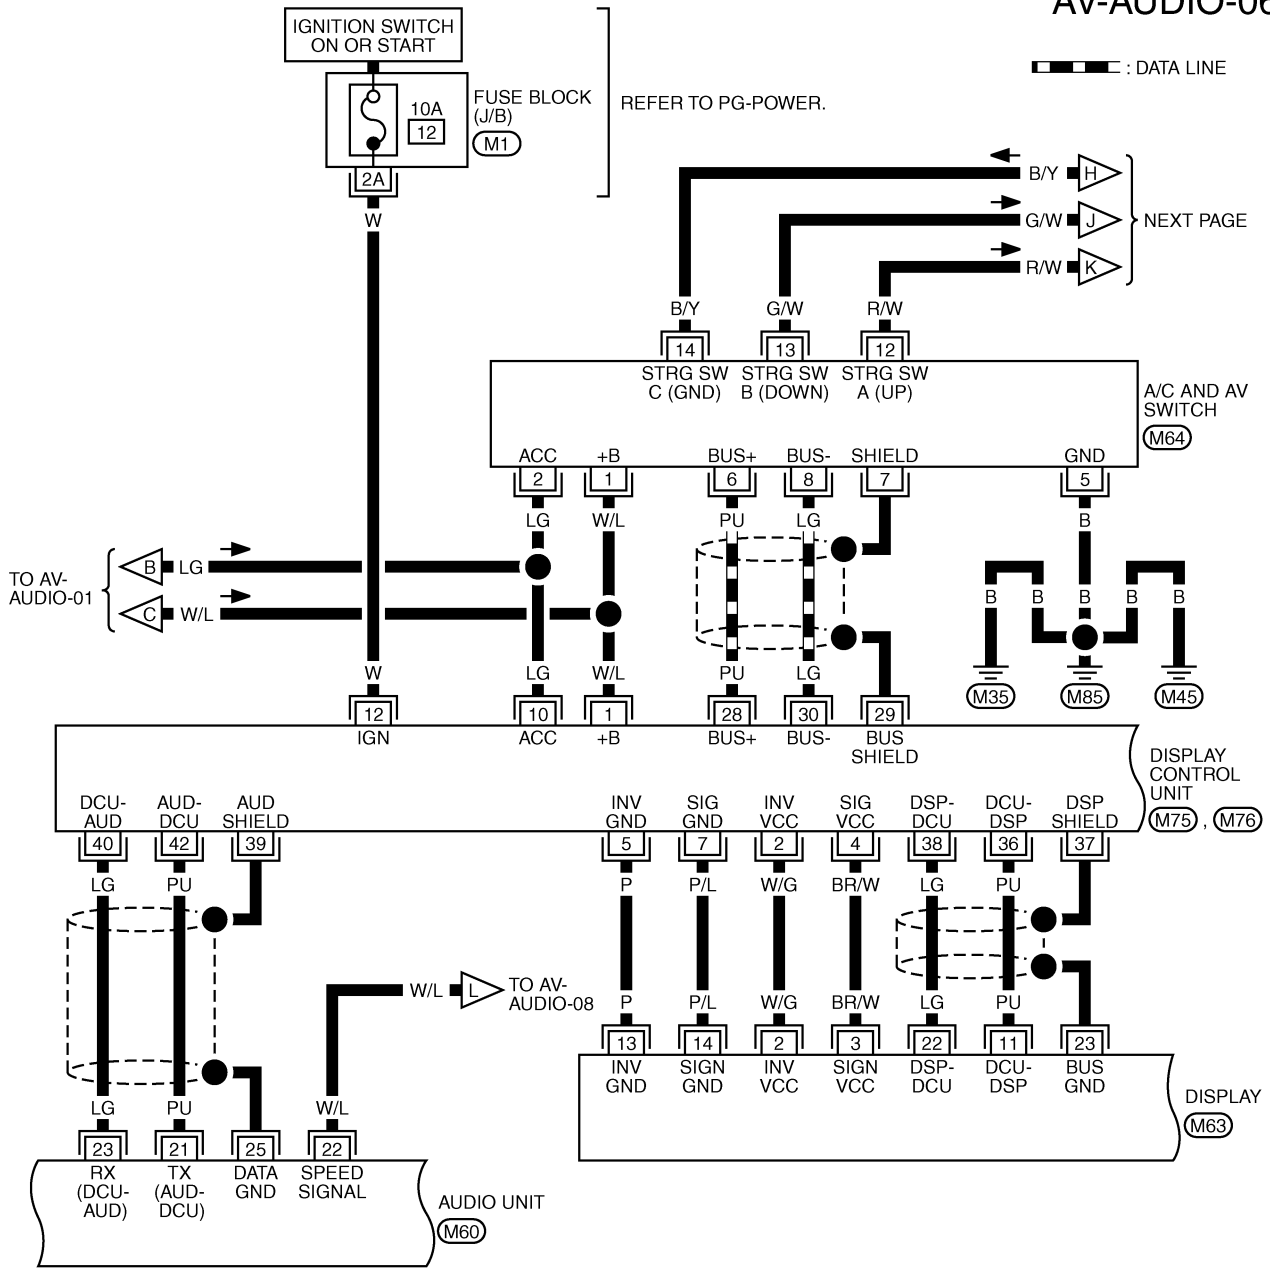 AV-AUDIO-06
IGNITION SWITCH
ON OR START
: DATA LINE
10A
12
FUSE BLOCK
(J/B)
M1
REFER TO PG-POWER.
2A
W
B/Y H
G/W J
R/W K
NEXT PAGE
B/Y G/W R/W
14 13 12
STRG SW STRG SW STRG SW
C (GND) B (DOWN) A (UP)
A/C AND AV
SWITCH
M64
ACC +B BUS+ BUS- SHIELD GND
2 1 6 8 7 5
LG W/L PU LG B
TO AV-
AUDIO-01
B LG
C W/L
B B B B B
W LG W/L PU LG
M35 M85 M45
12 10 1 28 30 29
IGN ACC +B BUS+ BUS- BUS
SHIELD
DISPLAY
CONTROL
UNIT
M75 , M76
DCU- AUD- AUD INV SIG INV SIG DSP- DCU- DSP
AUD DCU SHIELD GND GND VCC VCC DCU DSP SHIELD
40 42 39 5 7 2 4 38 36 37
LG PU P P/L W/G BR/W LG PU
W/L L TO AV-
AUDIO-08
P P/L W/G BR/W LG PU
13 14 2 3 22 11 23
INV SIGN INV SIGN DSP- DCU- BUS
GND GND VCC VCC DCU DSP GND
DISPLAY
M63
LG PU W/L
23 21 25 22
RX TX DATA SPEED
(DCU- (AUD- GND SIGNAL
AUD) DCU)
AUDIO UNIT
M60